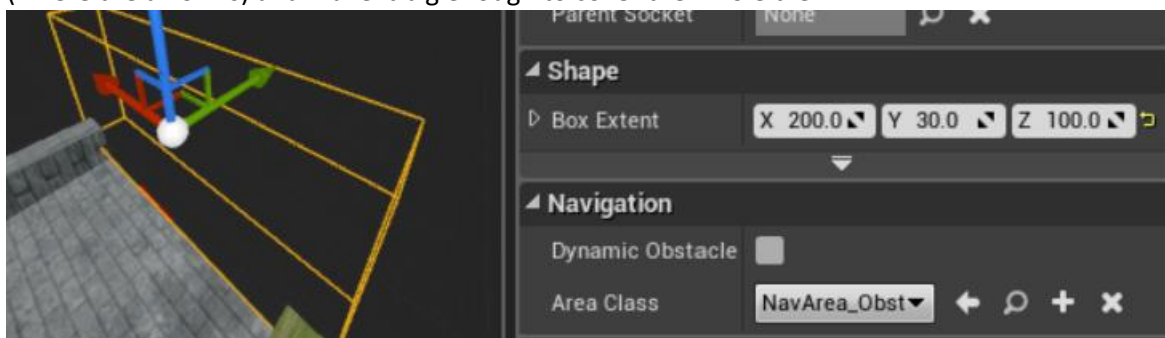 Parent Socket None
Shape
Box Extent X 200.0 Y 30.0 Z 100.0
Navigation
Dynamic Obstacle
Area Class NavArea_Obst